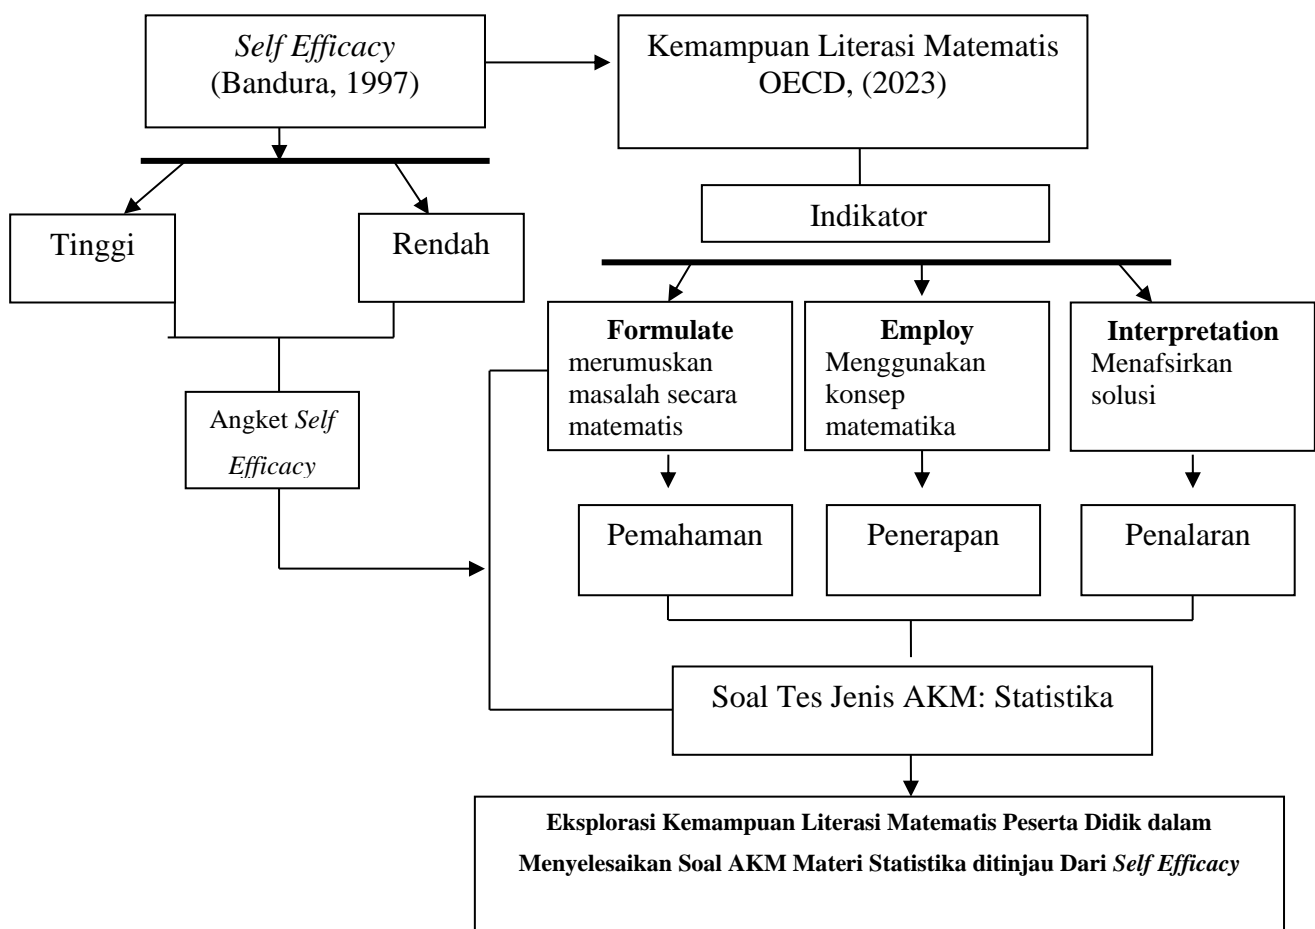 Self Efficacy
(Bandura, 1997)
Kemampuan Literasi Matematis
OECD, (2023)
Indikator
Tinggi
Rendah
Formulate
merumuskan
masalah secara
matematis
Employ
Menggunakan
konsep
matematika
Interpretation
Menafsirkan
solusi
Angket Self
Efficacy
Pemahaman
Penerapan
Penalaran
Soal Tes Jenis AKM: Statistika
Eksplorasi Kemampuan Literasi Matematis Peserta Didik dalam
Menyelesaikan Soal AKM Materi Statistika ditinjau Dari Self Efficacy